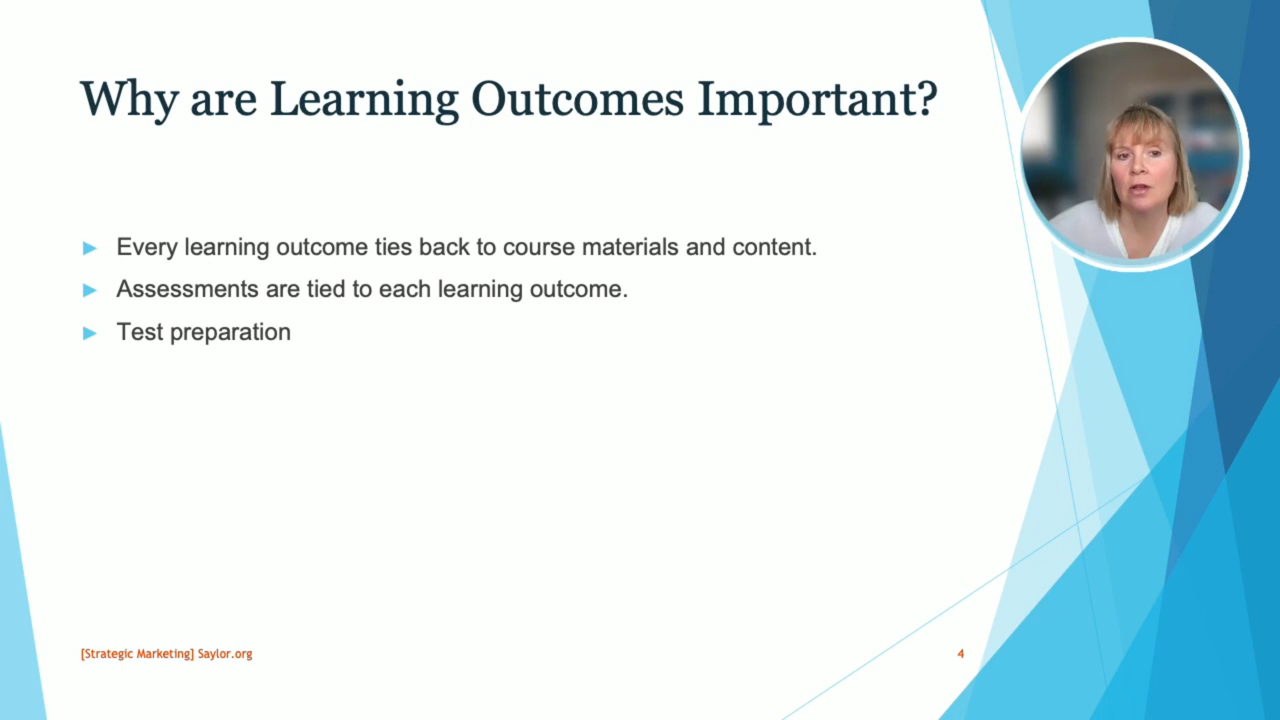 Why are Learning Outcomes Important?
Every learning outcome ties back to course materials and content.
Assessments are tied to each learning outcome.
Test preparation
[Strategic Marketing] Saylor.org
4